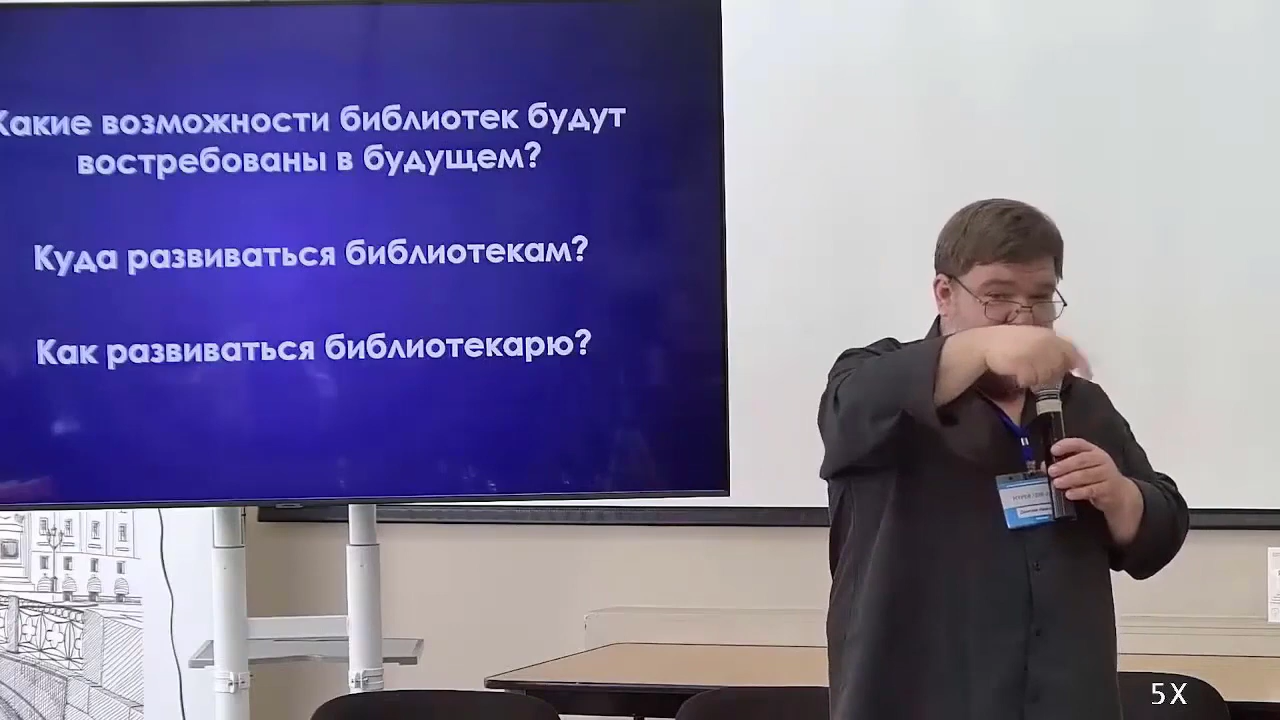 Какие возможности библиотек будут
востребованы в будущем?
Куда развиваться библиотекам?
Как развиваться библиотекарю?
5X